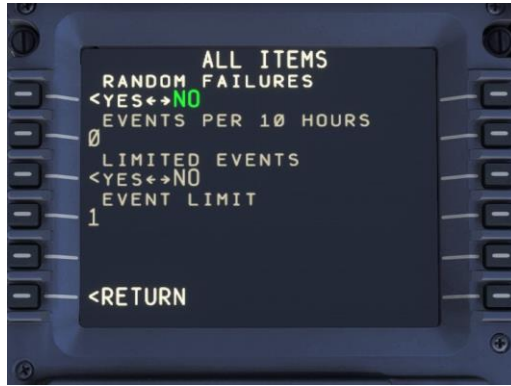 ALL ITEMS
RANDOM FAILURES
<YES←→NO
EVENTS PER 10 HOURS
0
LIMITED EVENTS
<YES←→NO
EVENT LIMIT
1
<RETURN